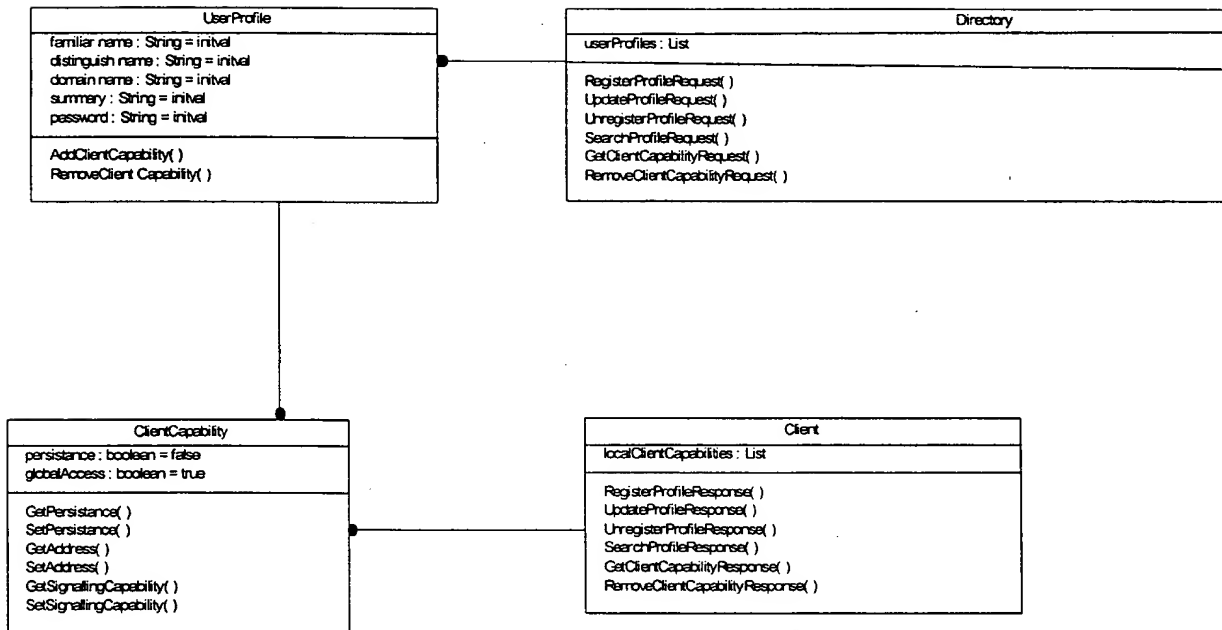 UserProfile
familiar name : String = initval
distinguish name : String = initval
domain name : String = initval
summery : String = initval
password : String = initval
AddClientCapability( )
RemoveClient Capability( )
Directory
userProfiles : List
RegisterProfileRequest( )
UpdateProfileRequest( )
UnregisterProfileRequest( )
SearchProfileRequest( )
GetClientCapabilityRequest( )
RemoveClientCapabilityRequest( )
ClientCapability
persistance : boolean = false
globalAccess : boolean = true
GetPersistance( )
SetPersistance( )
GetAddress( )
SetAddress( )
GetSignallingCapability( )
SetSignallingCapability( )
Client
localClientCapabilities : List
RegisterProfileResponse( )
UpdateProfileResponse( )
UnregisterProfileResponse( )
SearchProfileResponse( )
GetClientCapabilityResponse( )
RemoveClientCapabilityResponse( )